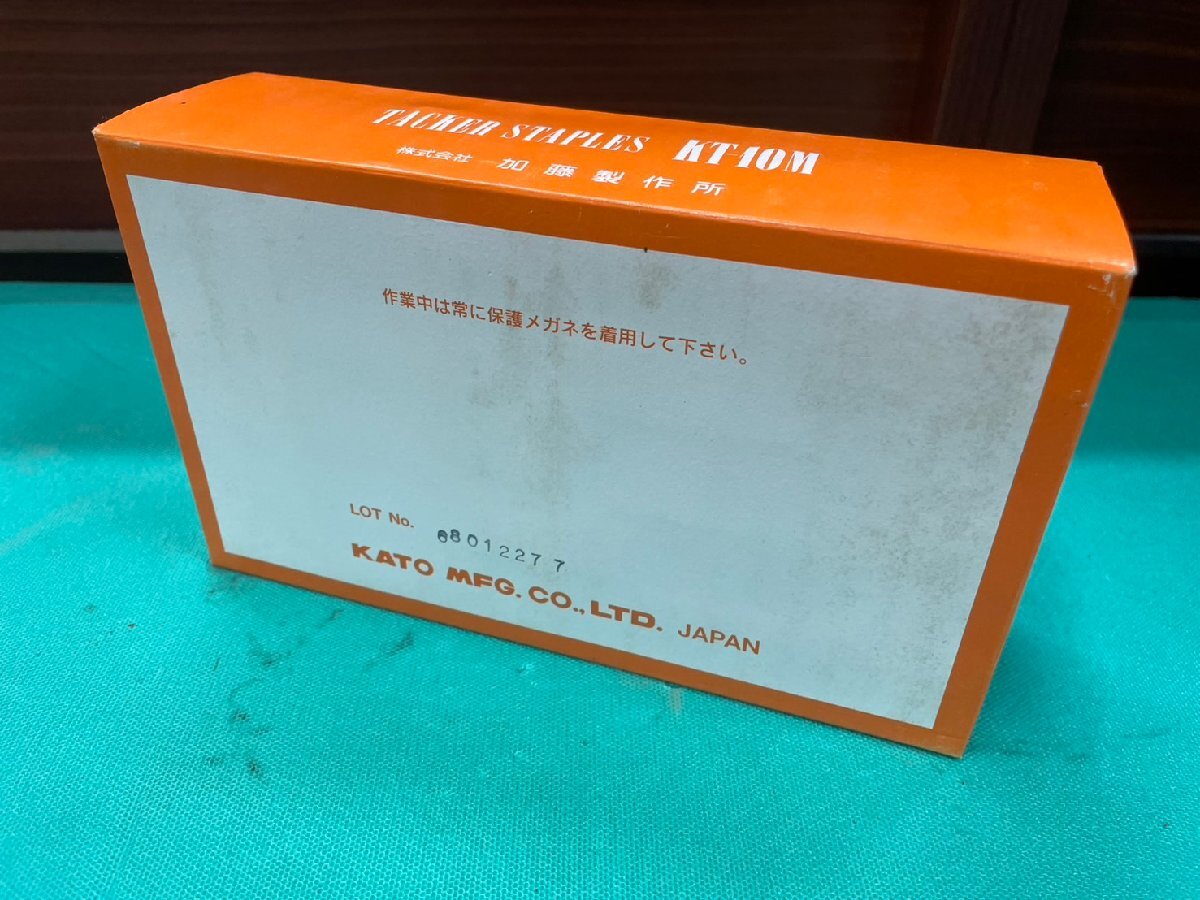 TACKER STAPLES KT-10M
株式会社 加藤製作所
作業中は常に保護メガネを着用して下さい。
LOT No. 68012277
KATO MFG. CO., LTD. JAPAN